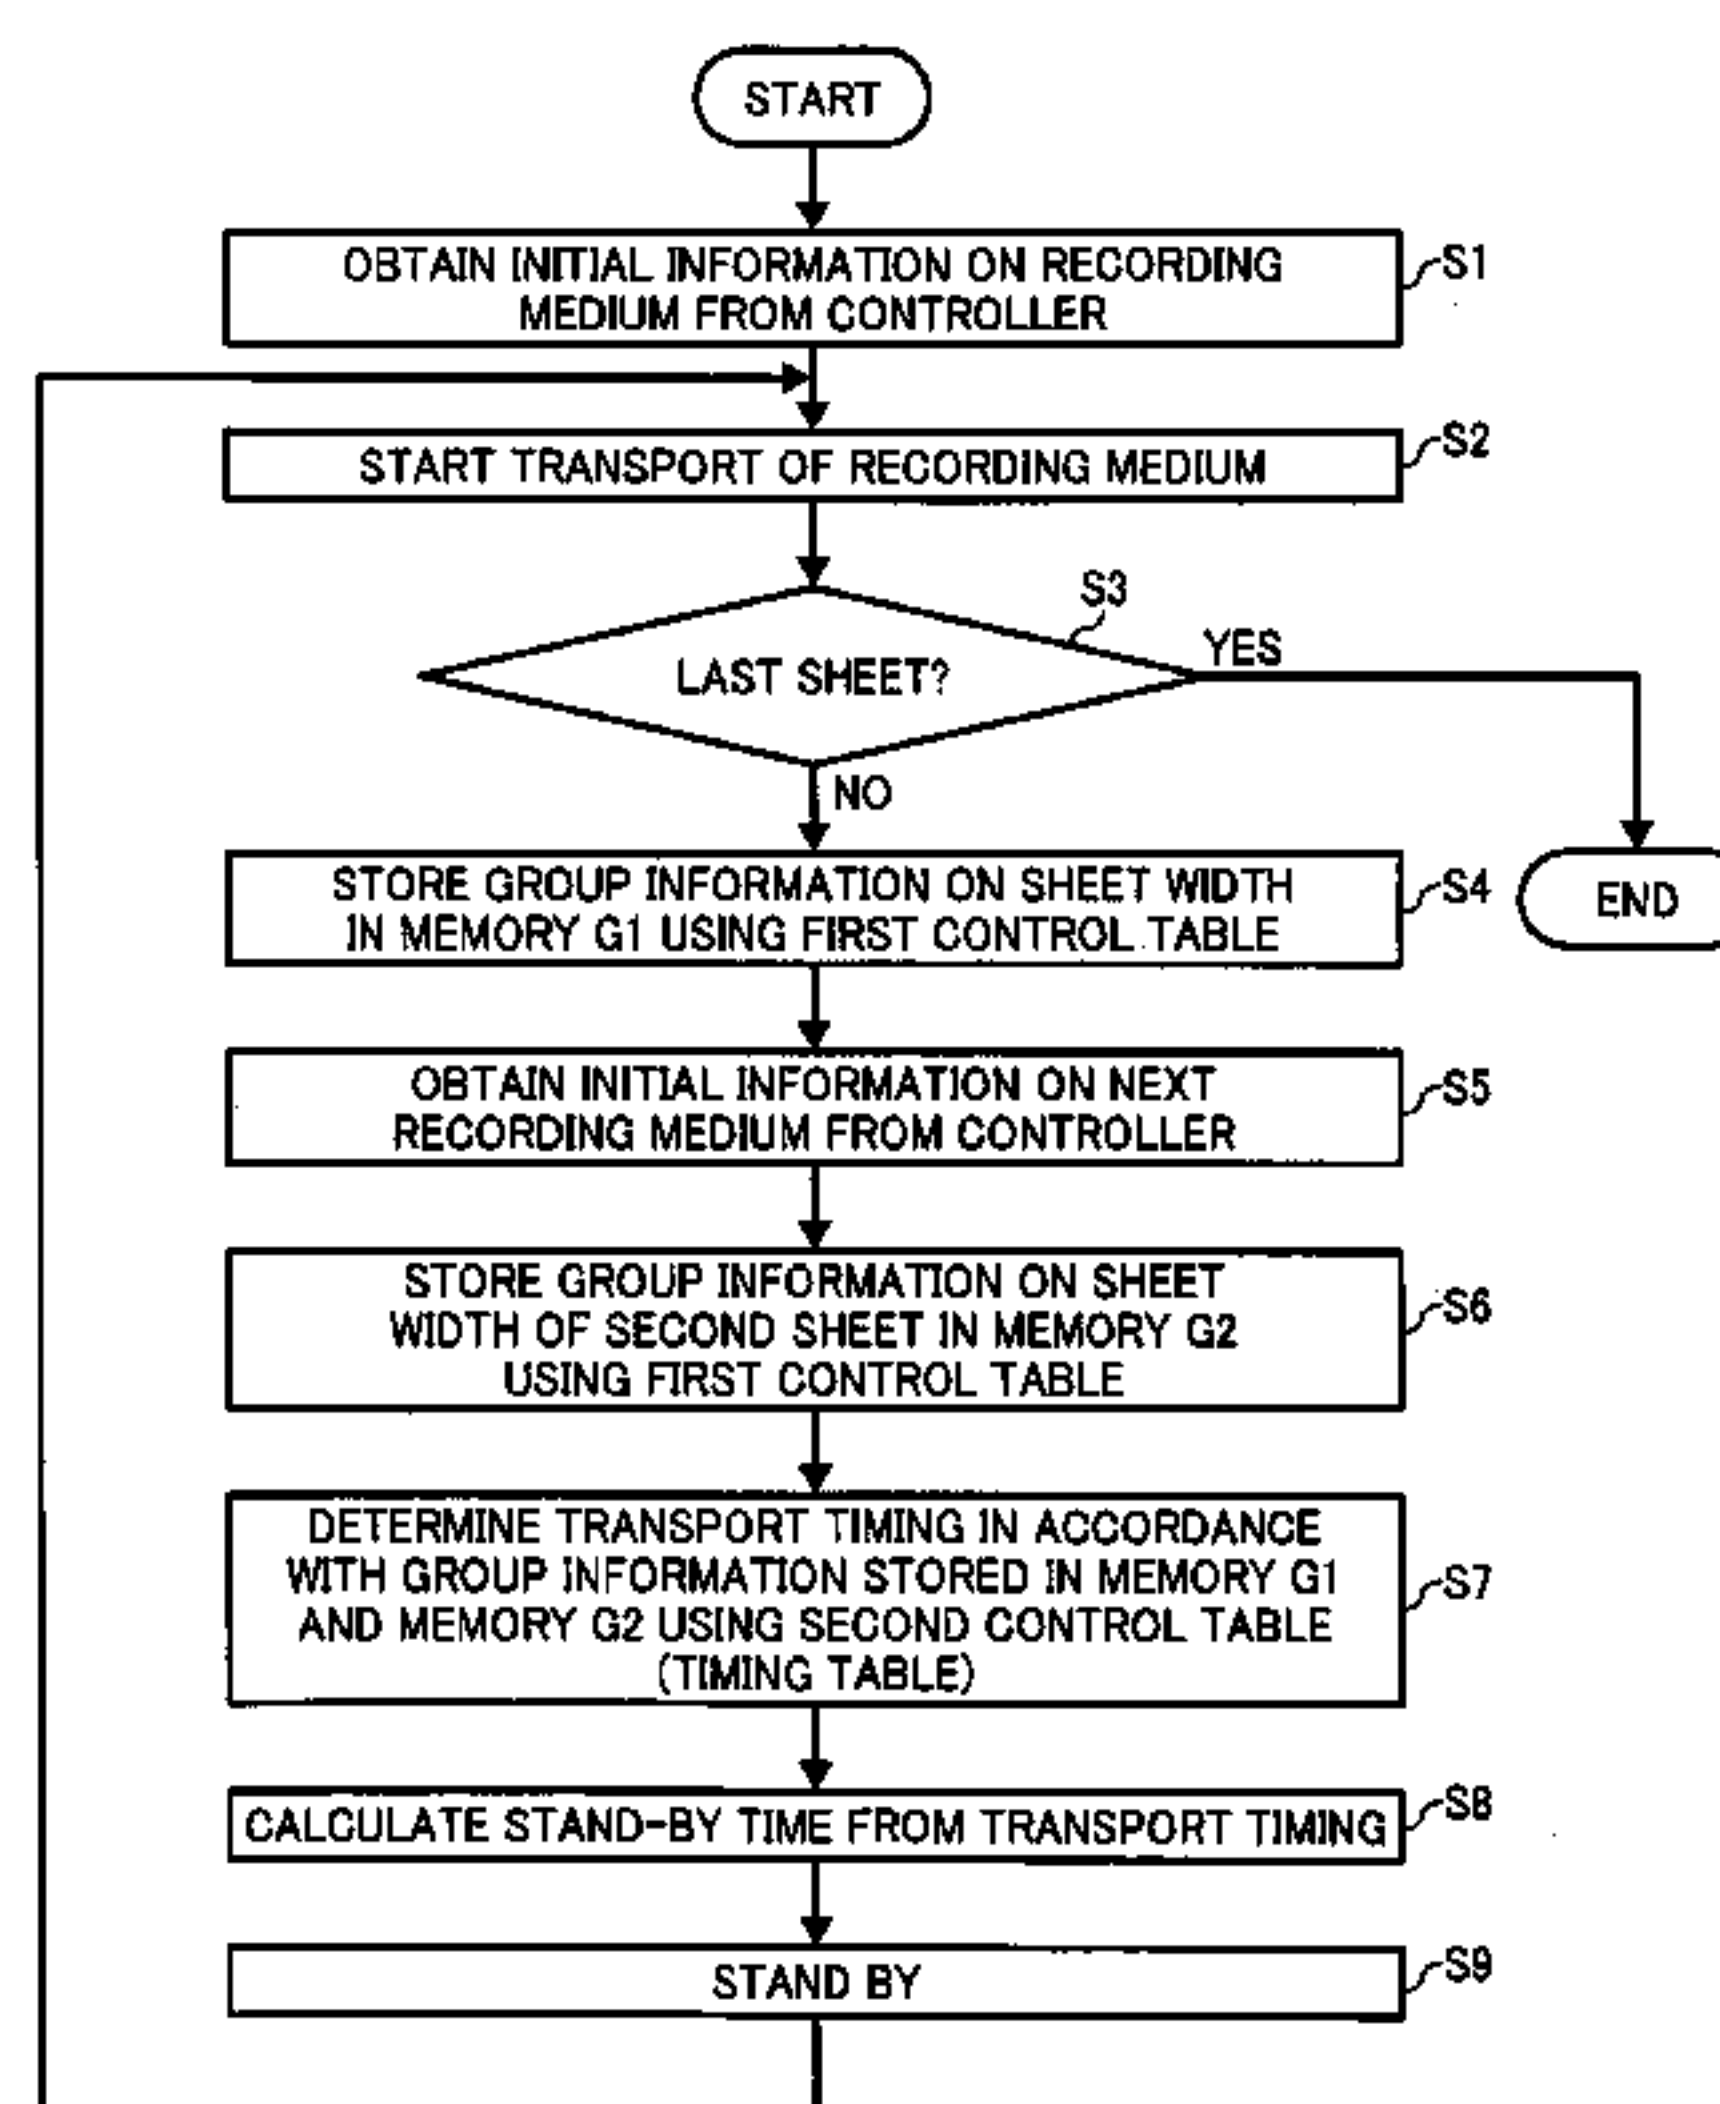 START
OBTAIN INITIAL INFORMATION ON RECORDING
MEDIUM FROM CONTROLLER
S1
START TRANSPORT OF RECORDING MEDIUM
S2
S3
LAST SHEET?
YES
NO
STORE GROUP INFORMATION ON SHEET WIDTH
IN MEMORY G1 USING FIRST CONTROL TABLE
S4
END
OBTAIN INITIAL INFORMATION ON NEXT
RECORDING MEDIUM FROM CONTROLLER
S5
STORE GROUP INFORMATION ON SHEET
WIDTH OF SECOND SHEET IN MEMORY G2
USING FIRST CONTROL TABLE
S6
DETERMINE TRANSPORT TIMING IN ACCORDANCE
WITH GROUP INFORMATION STORED IN MEMORY G1
AND MEMORY G2 USING SECOND CONTROL TABLE
(TIMING TABLE)
S7
CALCULATE STAND-BY TIME FROM TRANSPORT TIMING
S8
STAND BY
S9